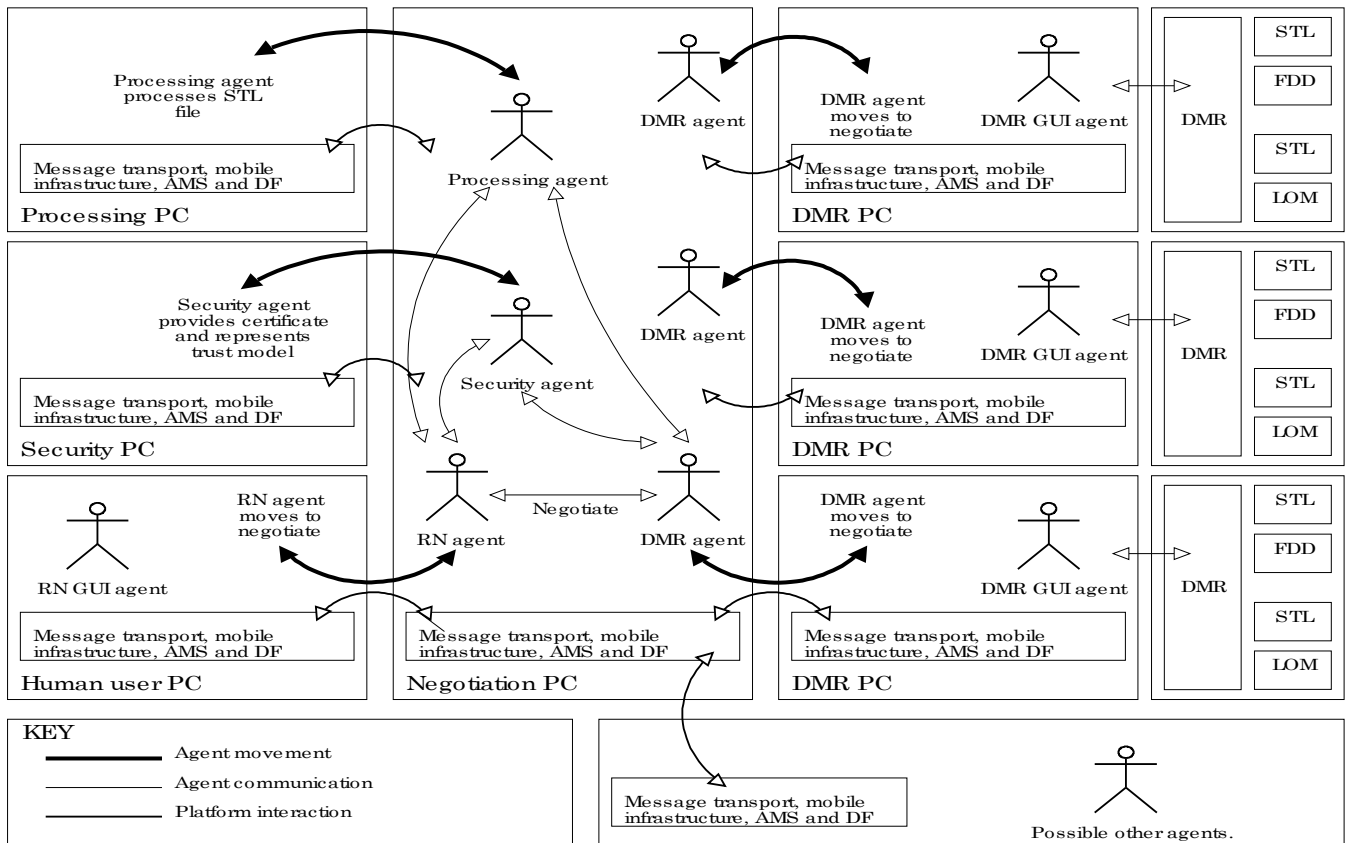 Processing agent
processes STL
file
Message transport, mobile
infrastructure, AMS and DF
Processing PC
Security agent
provides certificate
and represents
trust model
Message transport, mobile
infrastructure, AMS and DF
Security PC
RN agent
moves to
negotiate
RN GUI agent
Message transport, mobile
infrastructure, AMS and DF
Human user PC
Processing agent
DMR agent
Security agent
DMR agent
RN agent
Negotiate
DMR agent
Message transport, mobile
infrastructure, AMS and DF
Negotiation PC
DMR agent
moves to
negotiate
DMR GUI agent
Message transport, mobile
infrastructure, AMS and DF
DMR PC
DMR
STL
FDD
STL
LOM
DMR agent
moves to
negotiate
DMR GUI agent
Message transport, mobile
infrastructure, AMS and DF
DMR PC
DMR
STL
FDD
STL
LOM
DMR agent
moves to
negotiate
DMR GUI agent
Message transport, mobile
infrastructure, AMS and DF
DMR PC
DMR
STL
FDD
STL
LOM
KEY
Agent movement
Agent communication
Platform interaction
Message transport, mobile
infrastructure, AMS and DF
Possible other agents.